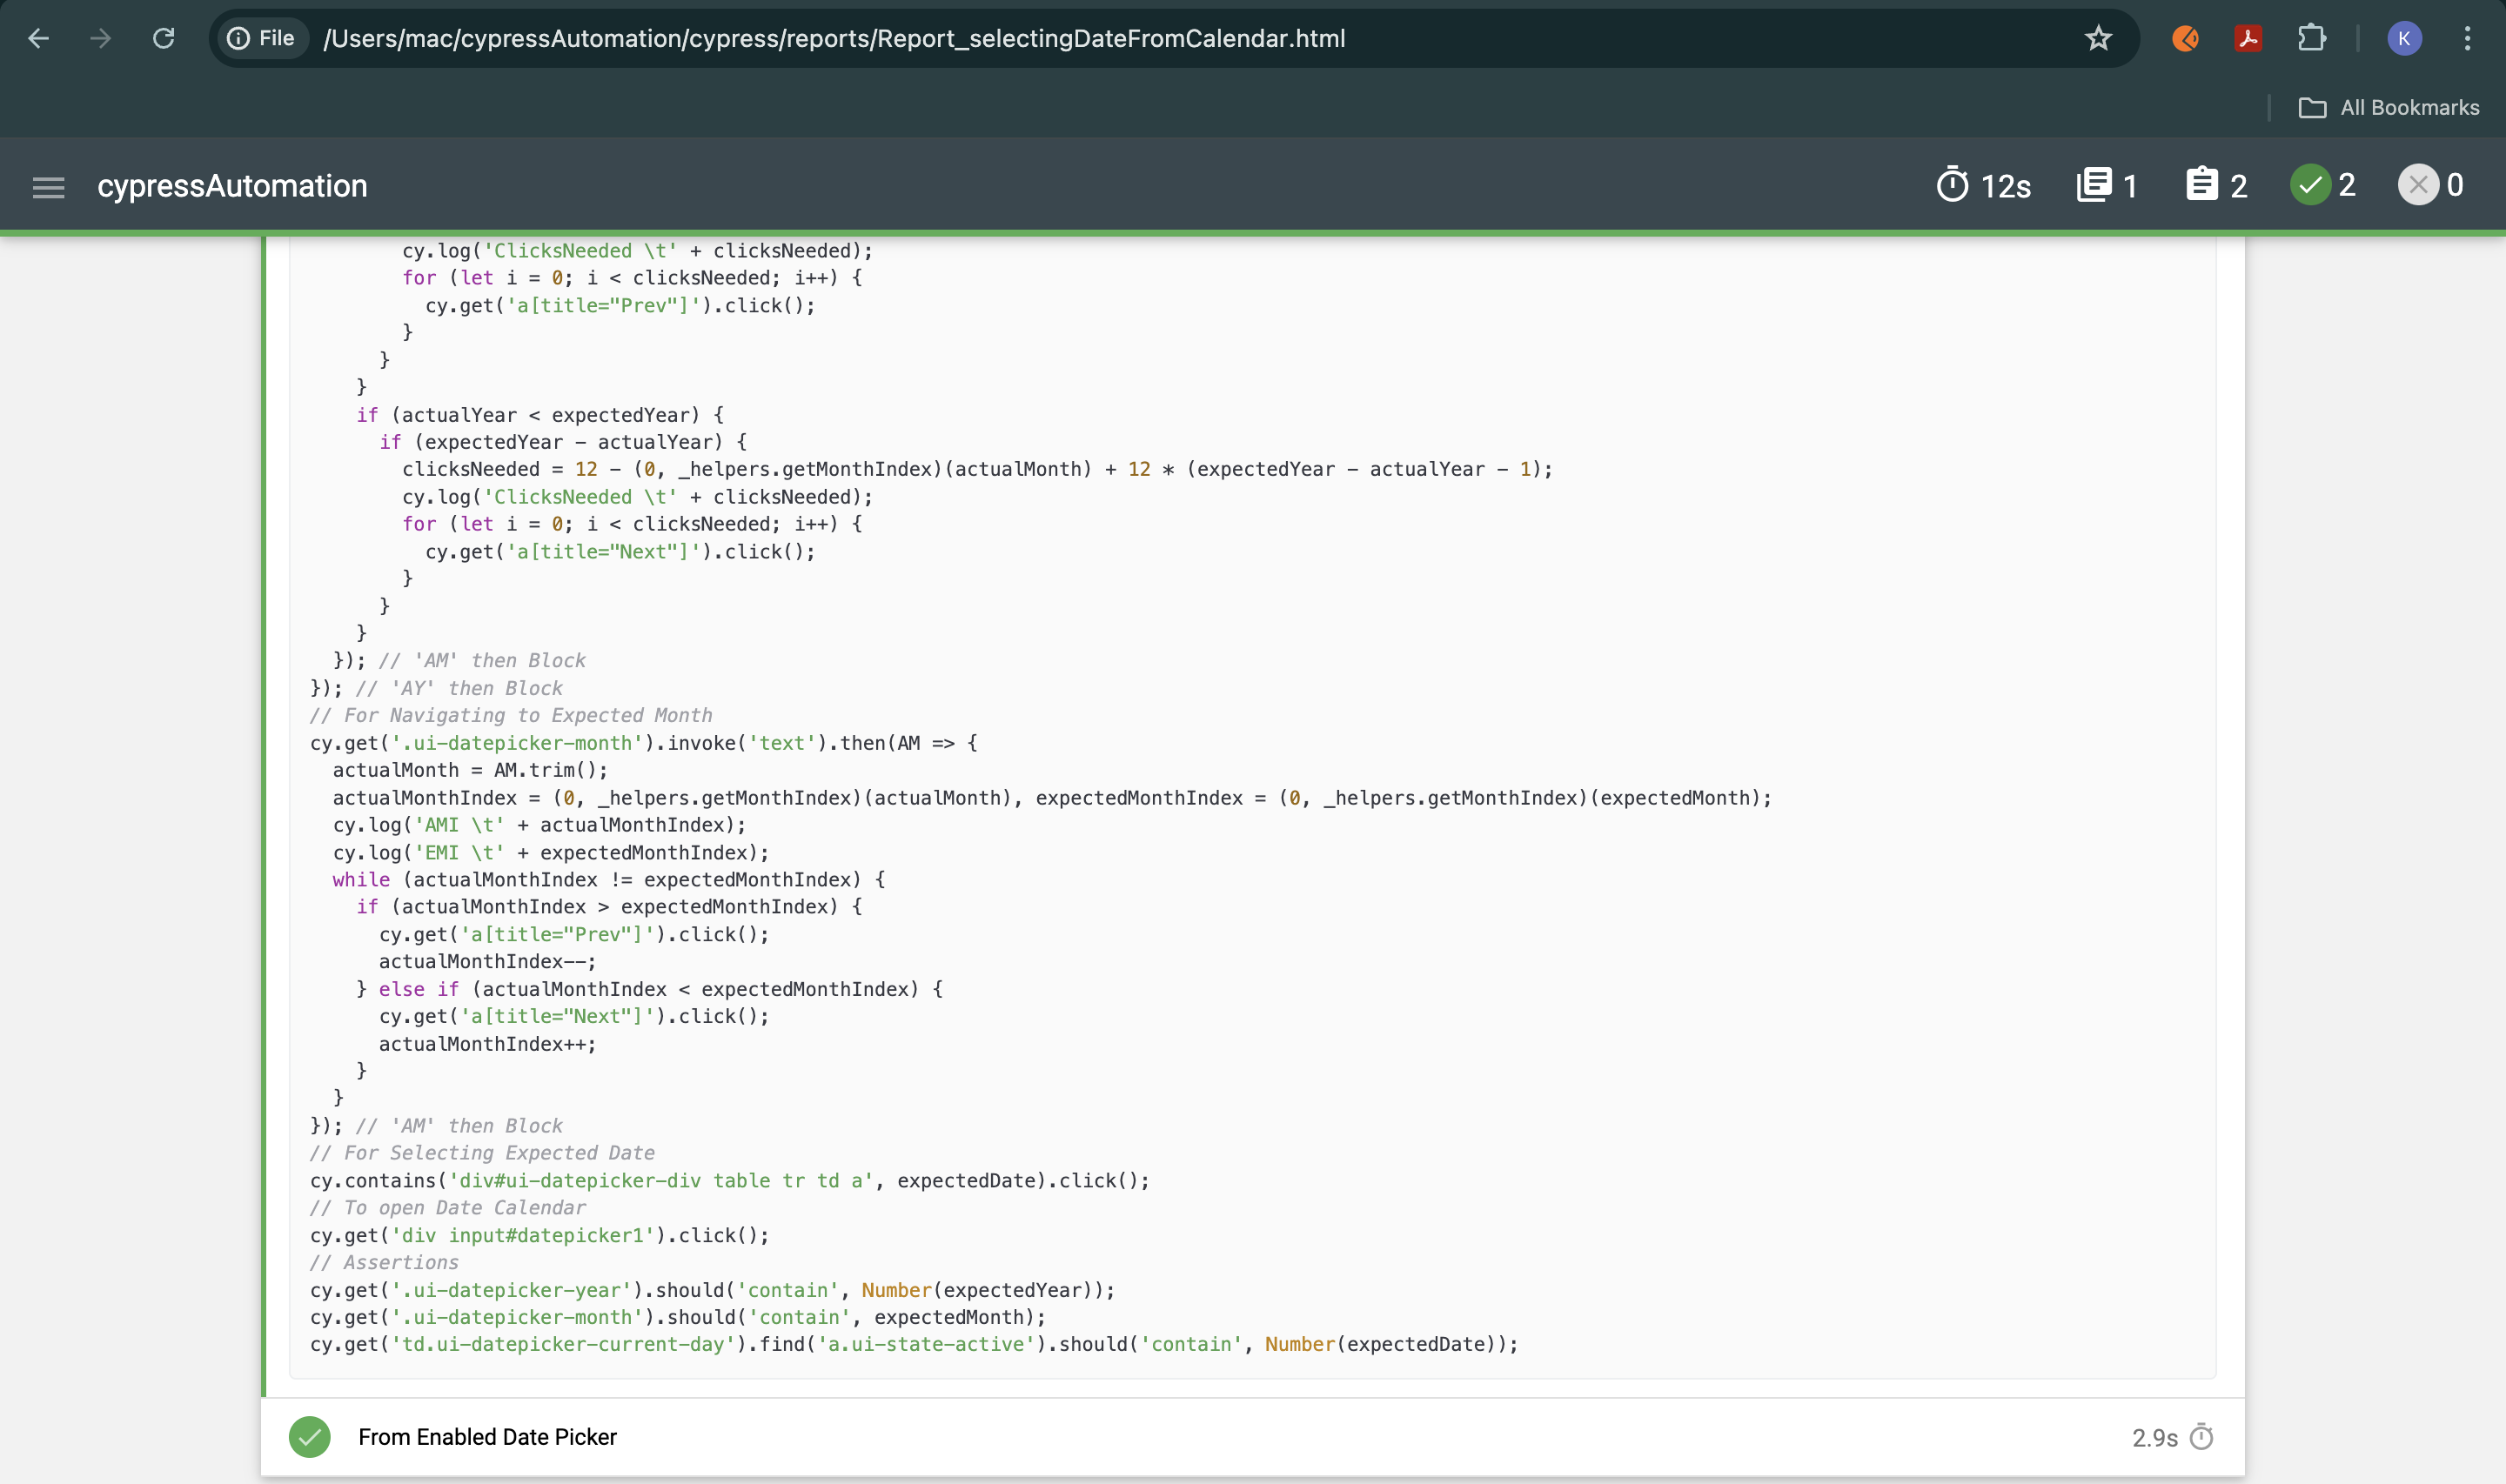 File
/Users/mac/cypressAutomation/cypress/reports/Report_selectingDateFromCalendar.html
K
All Bookmarks
cypressAutomation
12s
1
2
2
0
cy.log('ClicksNeeded \t' + clicksNeeded);
for (let i = 0; i < clicksNeeded; i++) {
cy.get('a[title="Prev"]').click();
}
}
}
if (actualYear < expectedYear) {
if (expectedYear - actualYear) {
clicksNeeded = 12 - (0, _helpers.getMonthIndex)(actualMonth) + 12 * (expectedYear - actualYear - 1);
cy.log('ClicksNeeded \t' + clicksNeeded);
for (let i = 0; i < clicksNeeded; i++) {
cy.get('a[title="Next"]').click();
}
}
}
}); // 'AM' then Block
}); // 'AY' then Block
// For Navigating to Expected Month
cy.get('.ui-datepicker-month').invoke('text').then(AM => {
actualMonth = AM.trim();
actualMonthIndex = (0, _helpers.getMonthIndex)(actualMonth), expectedMonthIndex = (0, _helpers.getMonthIndex)(expectedMonth);
cy.log('AMI \t' + actualMonthIndex);
cy.log('EMI \t' + expectedMonthIndex);
while (actualMonthIndex != expectedMonthIndex) {
if (actualMonthIndex > expectedMonthIndex) {
cy.get('a[title="Prev"]').click();
actualMonthIndex--;
} else if (actualMonthIndex < expectedMonthIndex) {
cy.get('a[title="Next"]').click();
actualMonthIndex++;
}
}
}); // 'AM' then Block
// For Selecting Expected Date
cy.contains('div#ui-datepicker-div table tr td a', expectedDate).click();
// To open Date Calendar
cy.get('div input#datepicker1').click();
// Assertions
cy.get('.ui-datepicker-year').should('contain', Number(expectedYear));
cy.get('.ui-datepicker-month').should('contain', expectedMonth);
cy.get('td.ui-datepicker-current-day').find('a.ui-state-active').should('contain', Number(expectedDate));
From Enabled Date Picker
2.9s